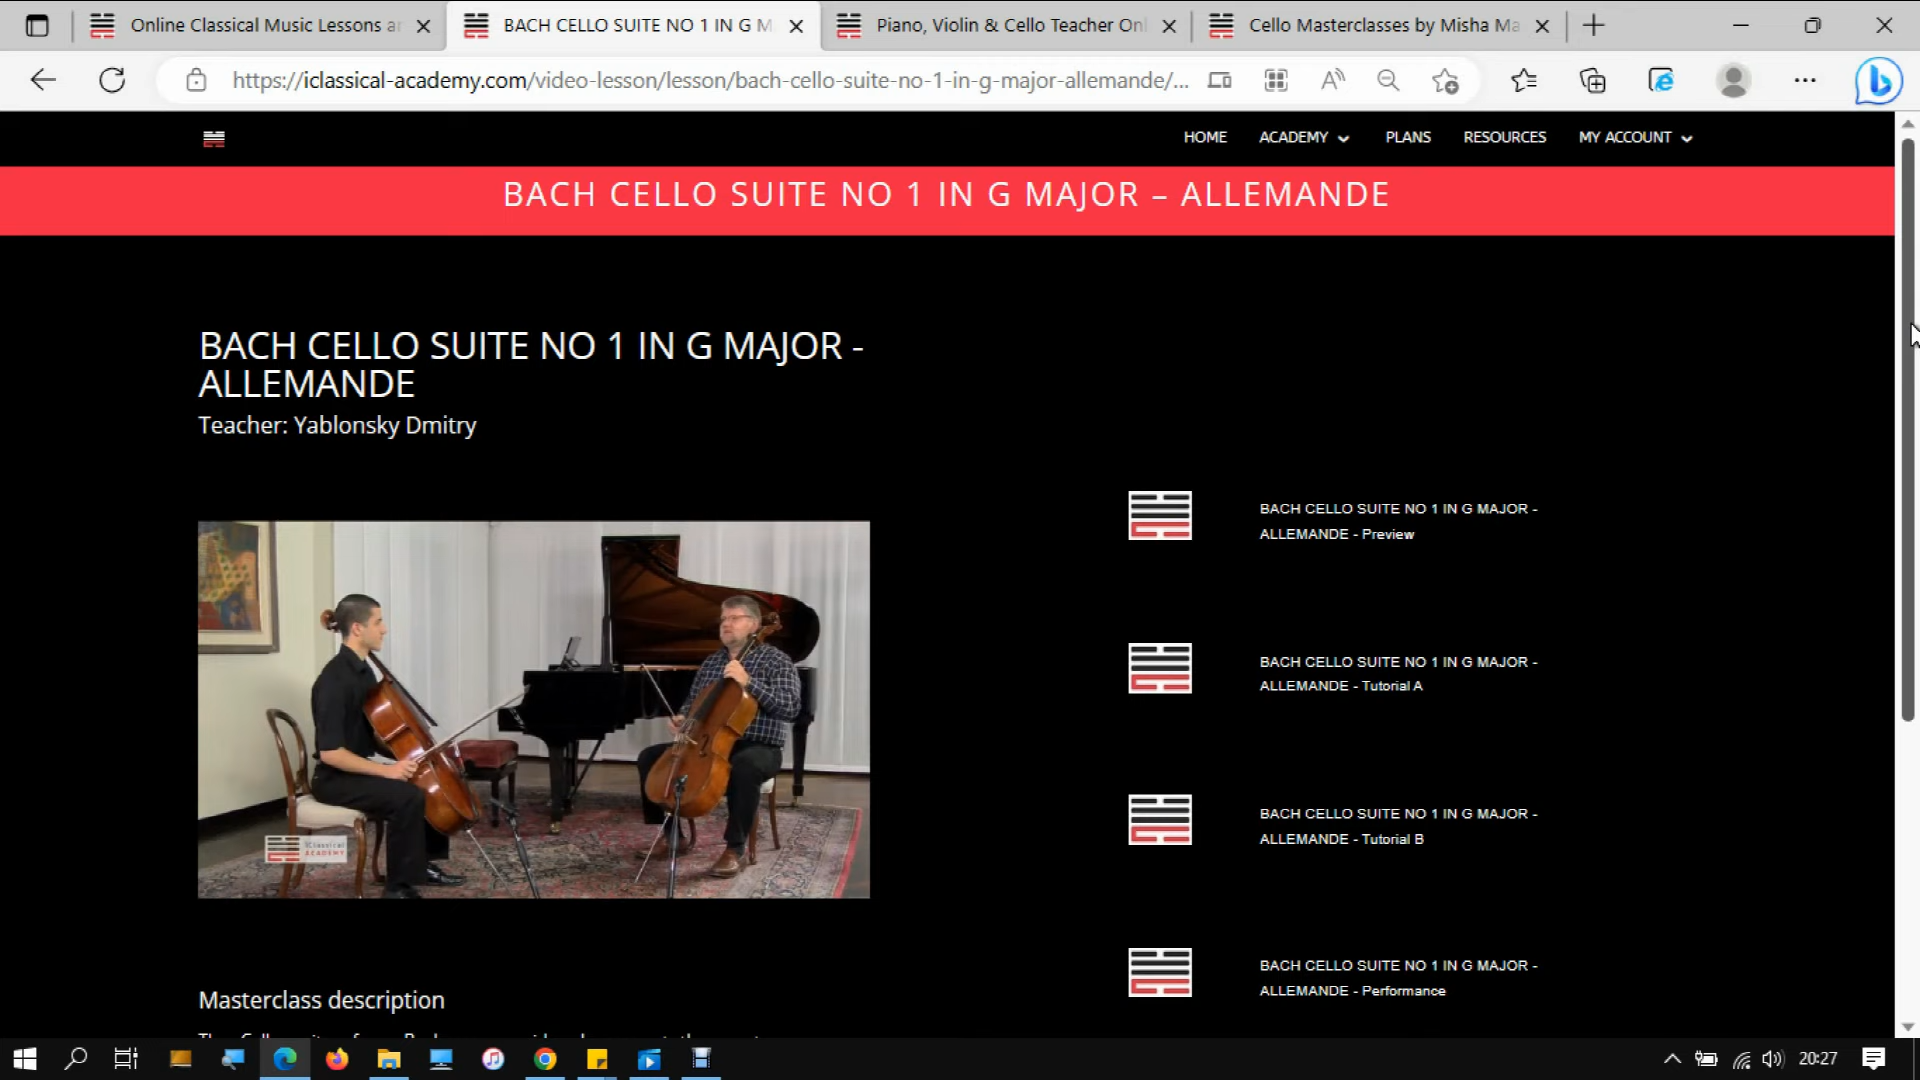 Online Classical Music Lessons a
BACH CELLO SUITE NO 1 IN G M
Piano, Violin & Cello Teacher Onl
Cello Masterclasses by Misha Ma
https://iclassical-academy.com/video-lesson/lesson/bach-cello-suite-no-1-in-g-major-allemande/...
HOME ACADEMY PLANS RESOURCES MY ACCOUNT
BACH CELLO SUITE NO 1 IN G MAJOR – ALLEMANDE
BACH CELLO SUITE NO 1 IN G MAJOR -
ALLEMANDE
Teacher: Yablonsky Dmitry
BACH CELLO SUITE NO 1 IN G MAJOR -
ALLEMANDE - Preview
BACH CELLO SUITE NO 1 IN G MAJOR -
ALLEMANDE - Tutorial A
BACH CELLO SUITE NO 1 IN G MAJOR -
ALLEMANDE - Tutorial B
BACH CELLO SUITE NO 1 IN G MAJOR -
ALLEMANDE - Performance
iClassical
ACADEMY
Masterclass description
20:27